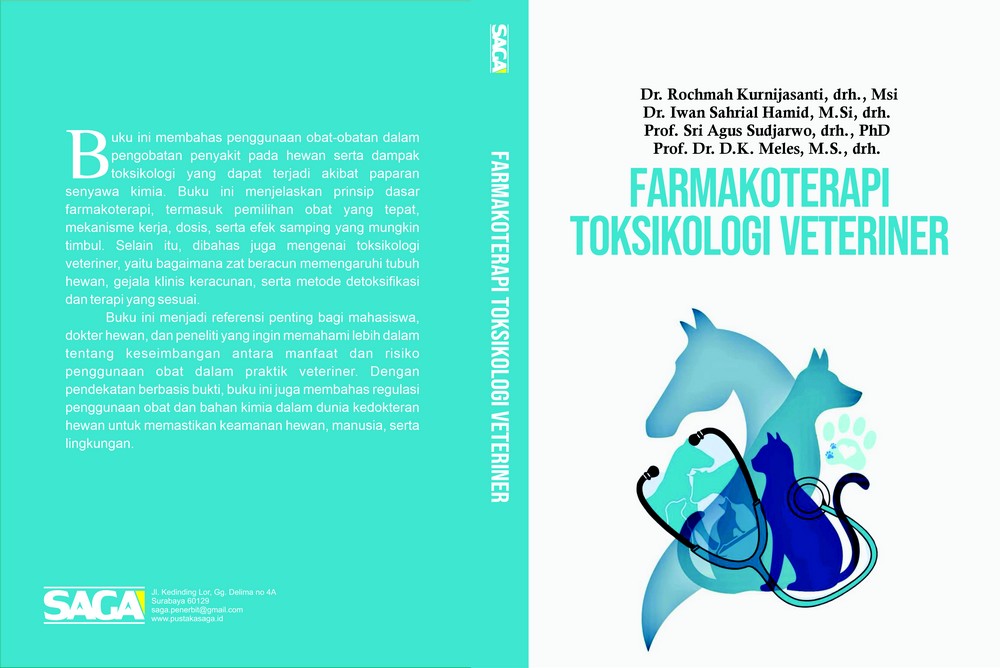 Buku ini membahas penggunaan obat-obatan dalam
pengobatan penyakit pada hewan serta dampak
toksikologi yang dapat terjadi akibat paparan
senyawa kimia. Buku ini menjelaskan prinsip dasar
farmakoterapi, termasuk pemilihan obat yang tepat,
mekanisme kerja, dosis, serta efek samping yang mungkin
timbul. Selain itu, dibahas juga mengenai toksikologi
veteriner, yaitu bagaimana zat beracun memengaruhi tubuh
hewan, gejala klinis keracunan, serta metode detoksifikasi
dan terapi yang sesuai.
Buku ini menjadi referensi penting bagi mahasiswa,
dokter hewan, dan peneliti yang ingin memahami lebih dalam
tentang keseimbangan antara manfaat dan risiko
penggunaan obat dalam praktik veteriner. Dengan
pendekatan berbasis bukti, buku ini juga membahas regulasi
penggunaan obat dan bahan kimia dalam dunia kedokteran
hewan untuk memastikan keamanan hewan, manusia, serta
lingkungan.
SAGA
Jl. Kedinding Lor, Gg. Delima no 4A
Surabaya 60129
saga.penerbit@gmail.com
www.pustakasaga.id
SAGA
FARMAKOTERAPI TOKSIKOLOGI VETERINER
Dr. Rochmah Kurnijasanti, drh., Msi
Dr. Iwan Sahrial Hamid, M.Si, drh.
Prof. Sri Agus Sudjarwo, drh., PhD
Prof. Dr. D.K. Meles, M.S., drh.
FARMAKOTERAPI
TOKSIKOLOGI VETERINER